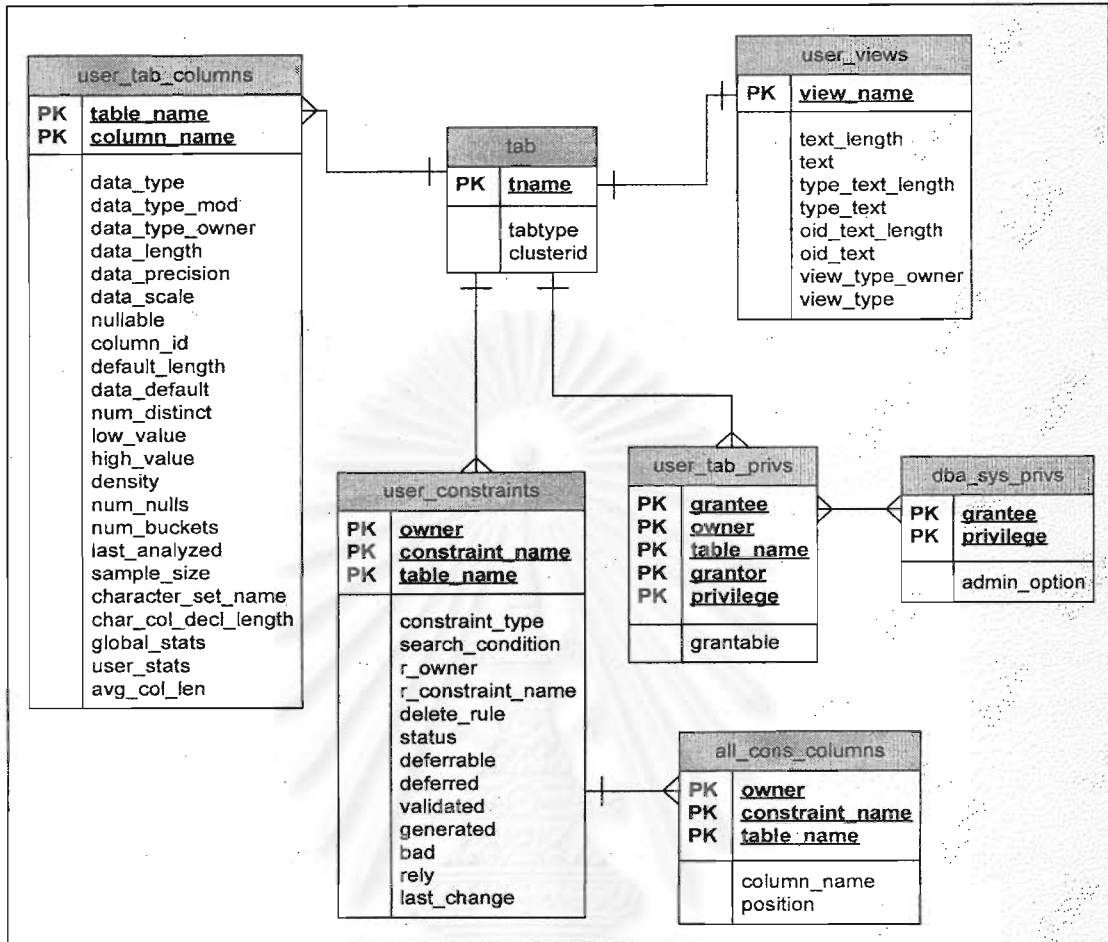 user_tab_columns
PK table_name
PK column_name
data_type
data_type_mod
data_type_owner
data_length
data_precision
data_scale
nullable
column_id
default_length
data_default
num_distinct
low_value
high_value
density
num_nulls
num_buckets
last_analyzed
sample_size
character_set_name
char_col_decl_length
global_stats
user_stats
avg_col_len
tab
PK tname
tabtype
clusterid
user_views
PK view_name
text_length
text
type_text_length
type_text
oid_text_length
oid_text
view_type_owner
view_type
user_constraints
PK owner
PK constraint_name
PK table_name
constraint_type
search_condition
r_owner
r_constraint_name
delete_rule
status
deferrable
deferred
validated
generated
bad
rely
last_change
user_tab_privs
PK grantee
PK owner
PK table_name
PK grantor
PK privilege
grantable
dba_sys_privs
PK grantee
PK privilege
admin_option
all_cons_columns
PK owner
PK constraint_name
PK table_name
column_name
position